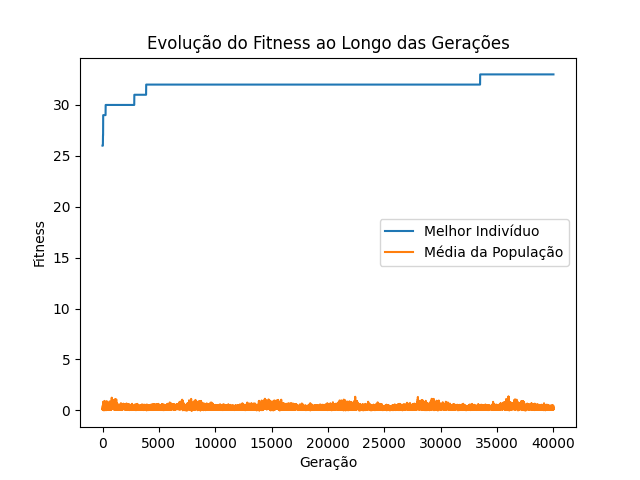 Evolução do Fitness ao Longo das Gerações
30
25
20
15
10
5
0
Fitness
Melhor Indivíduo
Média da População
0 5000 10000 15000 20000 25000 30000 35000 40000
Geração